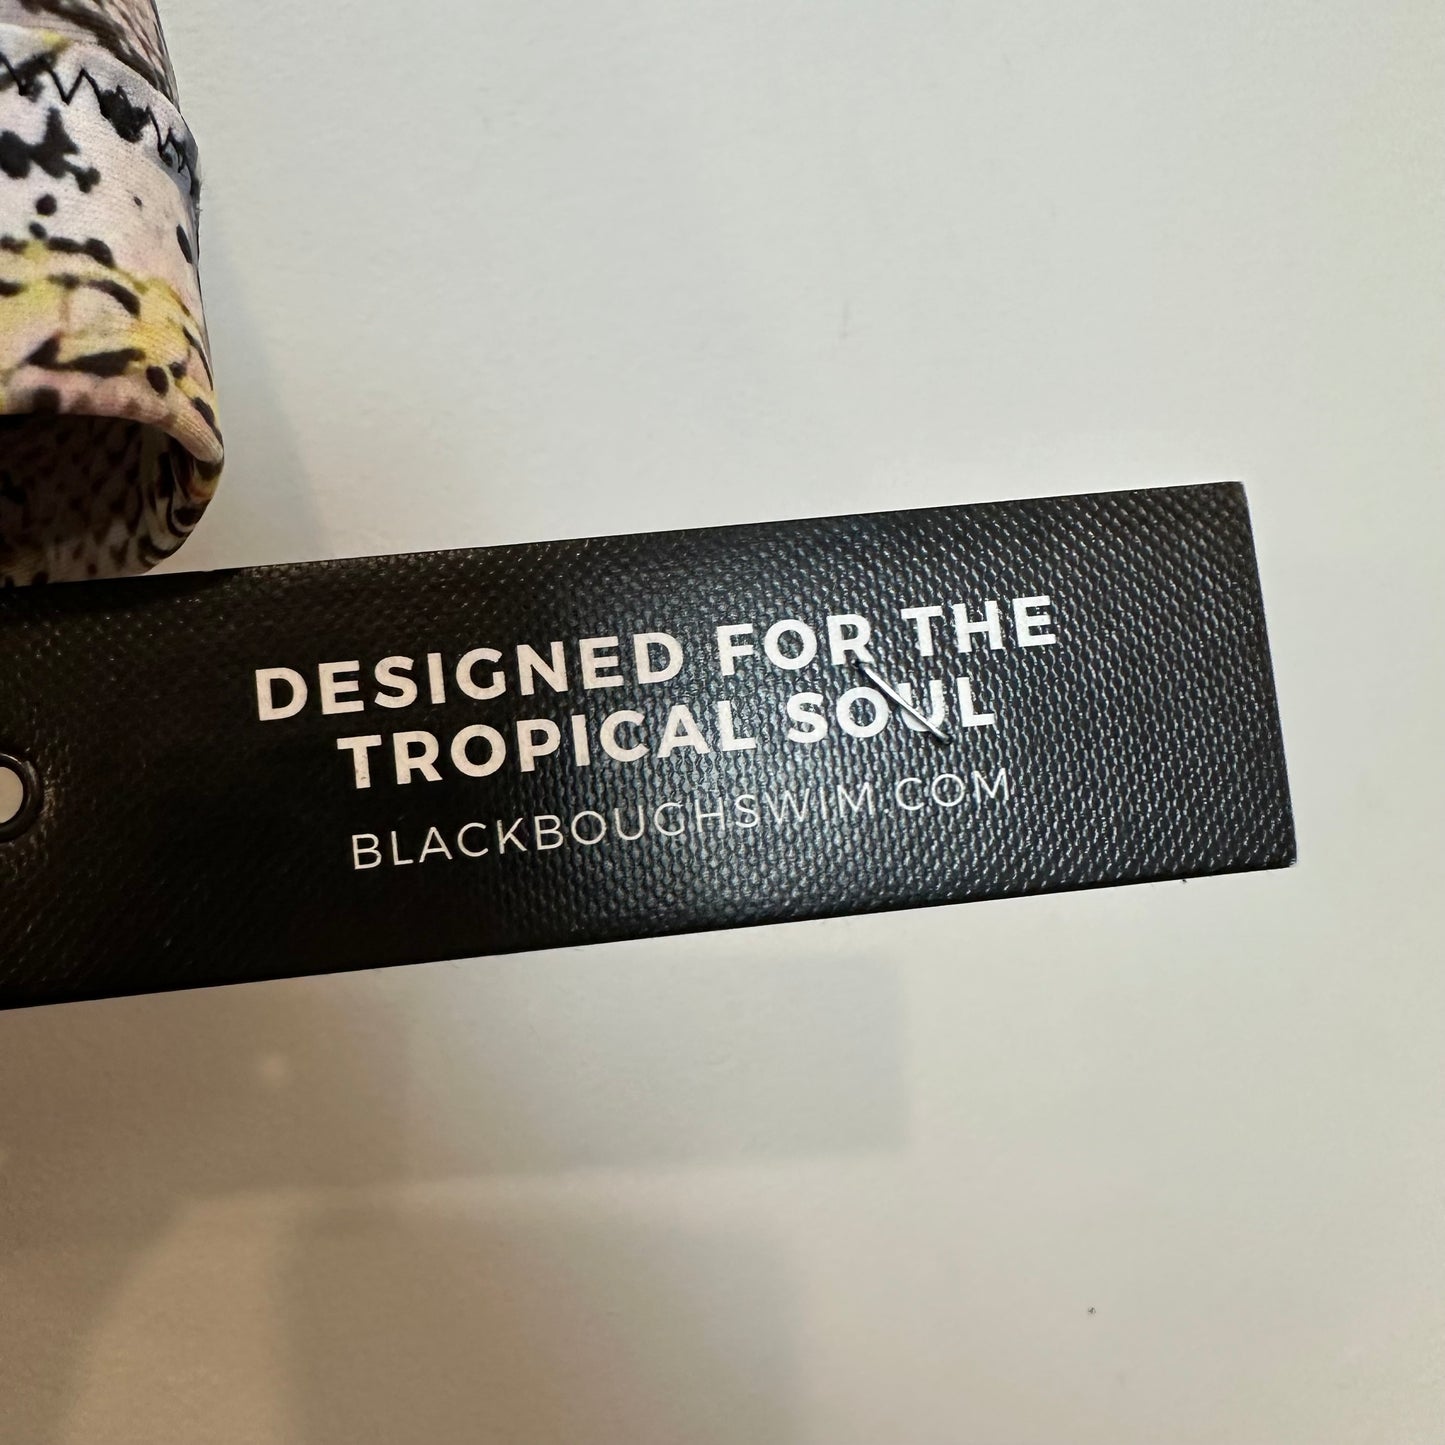 DESIGNED FOR THE
TROPICAL SOUL
BLACKBOUGHSWIM.COM